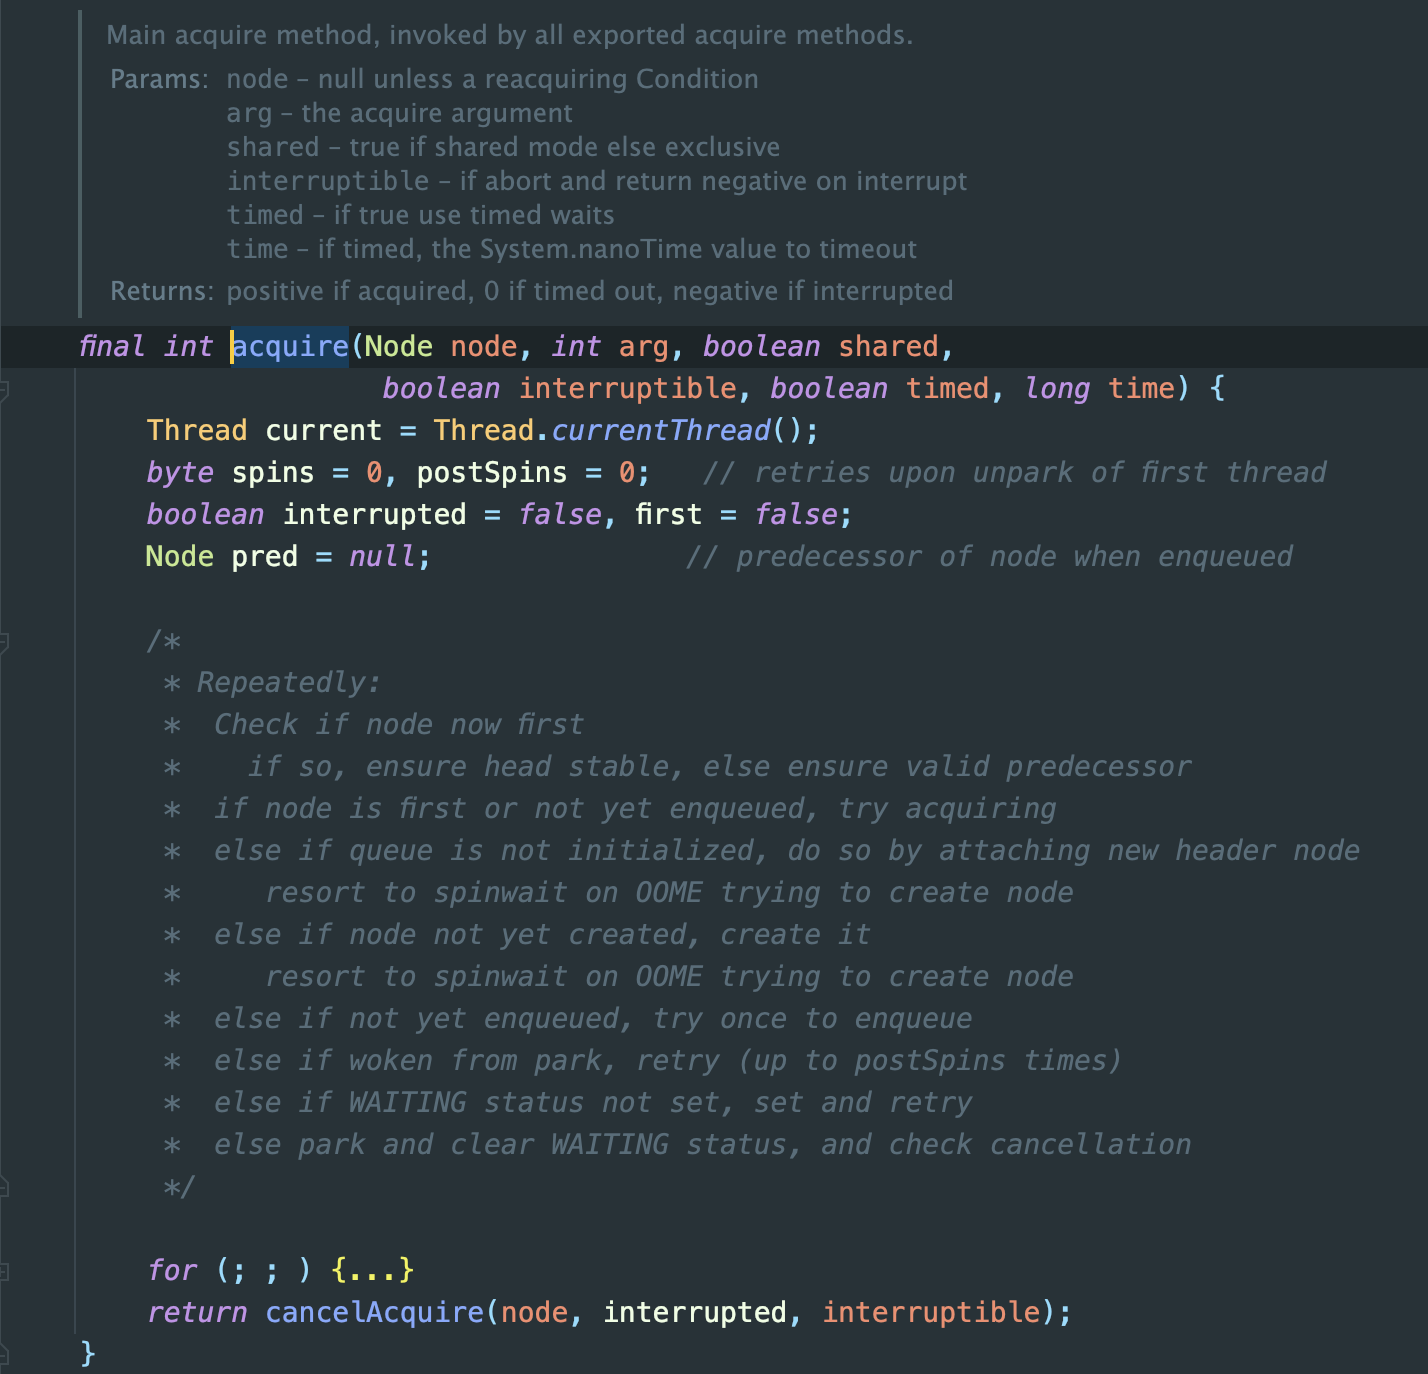 Main acquire method, invoked by all exported acquire methods.
Params: node – null unless a reacquiring Condition
arg – the acquire argument
shared – true if shared mode else exclusive
interruptible – if abort and return negative on interrupt
timed – if true use timed waits
time – if timed, the System.nanoTime value to timeout
Returns: positive if acquired, 0 if timed out, negative if interrupted
final int acquire(Node node, int arg, boolean shared,
boolean interruptible, boolean timed, long time) {
Thread current = Thread.currentThread();
byte spins = 0, postSpins = 0;   // retries upon unpark of first thread
boolean interrupted = false, first = false;
Node pred = null;               // predecessor of node when enqueued
/*
* Repeatedly:
*  Check if node now first
*    if so, ensure head stable, else ensure valid predecessor
*  if node is first or not yet enqueued, try acquiring
*  else if queue is not initialized, do so by attaching new header node
*     resort to spinwait on OOME trying to create node
*  else if node not yet created, create it
*     resort to spinwait on OOME trying to create node
*  else if not yet enqueued, try once to enqueue
*  else if woken from park, retry (up to postSpins times)
*  else if WAITING status not set, set and retry
*  else park and clear WAITING status, and check cancellation
*/
for (; ; ) {...}
return cancelAcquire(node, interrupted, interruptible);
}